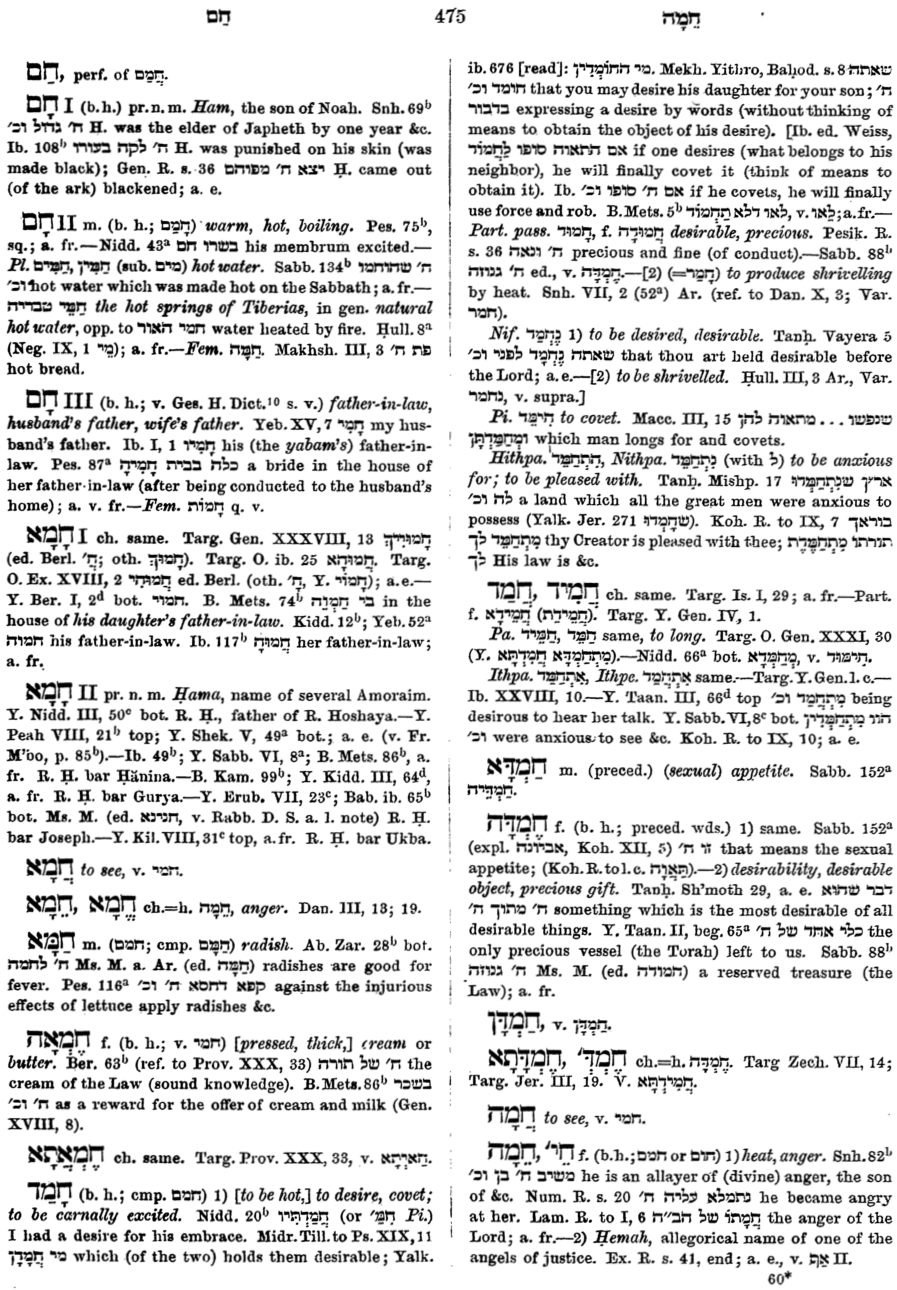 חַם
475
חֵמָה
חַם, perf. of חֲמַם.
חָם I (b. h.) pr. n. m. Ham, the son of Noah. Snh. 69ᵇ
ח׳ גדול וכ׳ H. was the elder of Japheth by one year &c.
Ib. 108ᵇ ח׳ לקה בעורו H. was punished on his skin (was
made black); Gen. R. s. 36 יצא ח׳ מפוחם Ḥ. came out
(of the ark) blackened; a. e.
חָם II m. (b. h.; חָמַם) warm, hot, boiling. Pes. 75ᵇ,
sq.; a. fr.—Nidd. 43ᵃ בשרו חם his membrum excited.—
Pl. חַמִּין, חַמִּים (sub. מים) hot water. Sabb. 134ᵇ ח׳ שהוחמו
וכ׳ hot water which was made hot on the Sabbath; a. fr.—
חַמֵּי טבריה the hot springs of Tiberias, in gen. natural
hot water, opp. to חמי האור water heated by fire. Ḥull. 8ᵃ
(Neg. IX, 1 מֵי); a. fr.—Fem. חַמָּה. Makhsh. III, 3 פת ח׳
hot bread.
חָם III (b. h.; v. Ges. H. Dict.¹⁰ s. v.) father-in-law,
husband's father, wife's father. Yeb. XV, 7 חָמִי my hus-
band's father. Ib. I, 1 חָמִיו his (the yabam's) father-in-
law. Pes. 87ᵃ כלה בבית חָמִיהָ a bride in the house of
her father-in-law (after being conducted to the husband's
home); a. v. fr.—Fem. חָמוֹת q. v.
חָמָא I ch. same. Targ. Gen. XXXVIII, 13 חָמוּיִיךְ
(ed. Berl. חֲ׳; oth. חֲמוּךְ). Targ. O. ib. 25 חֲמוּהָא. Targ.
O. Ex. XVIII, 2 חֲמוּהִי ed. Berl. (oth. חָ׳, Y. חֲמוֹי); a. e.—
Y. Ber. I, 2ᵈ bot. חמוי. B. Mets. 74ᵇ בי חֲמְוָה in the
house of his daughter's father-in-law. Kidd. 12ᵇ; Yeb. 52ᵃ
חמוה his father-in-law. Ib. 117ᵇ חֲמוּהָּ her father-in-law;
a. fr.
חָמָא II pr. n. m. Ḥama, name of several Amoraim.
Y. Nidd. III, 50ᶜ bot. R. Ḥ., father of R. Hoshaya.—Y.
Peah VIII, 21ᵇ top; Y. Shek. V, 49ᵃ bot.; a. e. (v. Fr.
M'bo, p. 85ᵇ).—Ib. 49ᵇ; Y. Sabb. VI, 8ᵃ; B. Mets. 86ᵇ, a.
fr. R. Ḥ. bar Ḥănina.—B. Kam. 99ᵇ; Y. Kidd. III, 64ᵈ,
a. fr. R. Ḥ. bar Gurya.—Y. Erub. VII, 23ᶜ; Bab. ib. 65ᵇ
bot. Ms. M. (ed. חנינא, v. Rabb. D. S. a. l. note) R. Ḥ.
bar Joseph.—Y. Kil. VIII, 31ᶜ top, a. fr. R. Ḥ. bar Ukba.
חֲמָא to see, v. חמי.
חֱמָא, חֵמָא ch.=h. חֵמָה, anger. Dan. III, 13; 19.
חַמָּא m. (חמם; cmp. חַמָּם) radish. Ab. Zar. 28ᵇ bot.
ח׳ לחמה Ms. M. a. Ar. (ed. חַמָּה) radishes are good for
fever. Pes. 116ᵃ קפא דחסא ח׳ וכ׳ against the injurious
effects of lettuce apply radishes &c.
חֶמְאָה f. (b. h.; v. חמי) [pressed, thick,] cream or
butter. Ber. 63ᵇ (ref. to Prov. XXX, 33) ח׳ של תורה the
cream of the Law (sound knowledge). B. Mets. 86ᵇ בשכר
ח׳ וכ׳ as a reward for the offer of cream and milk (Gen.
XVIII, 8).
חֶמְאֲתָא ch. same. Targ. Prov. XXX, 33, v. חֵאיְתָא.
חָמַד (b. h.; cmp. חמם) 1) [to be hot,] to desire, covet;
to be carnally excited. Nidd. 20ᵇ חֲמַדְתִּיו (or חִמַּ׳ Pi.)
I had a desire for his embrace. Midr. Till. to Ps. XIX, 11
מי חֲמָדָן which (of the two) holds them desirable; Yalk.
ib. 676 [read]: מי החוֹמְדִין. Mekh. Yithro, Baḥod. s. 8 שאתה
חומד וכ׳ that you may desire his daughter for your son; ח׳
בדבור expressing a desire by words (without thinking of
means to obtain the object of his desire). [Ib. ed. Weiss,
אם התאוה סופו לַחְמוֹד if one desires (what belongs to his
neighbor), he will finally covet it (think of means to
obtain it). Ib. אם ח׳ סופו וכ׳ if he covets, he will finally
use force and rob. B. Mets. 5ᵇ לאו דלא תַחְמוֹד, v. לַאו; a. fr.—
Part. pass. חָמוּד, f. חֲמוּדָה desirable, precious. Pesik. R.
s. 36 ח׳ ונאה precious and fine (of conduct).—Sabb. 88ᵇ
ח׳ גנוזה ed., v. חֶמְדָּה.—[2) (=חָמַר) to produce shrivelling
by heat. Snh. VII, 2 (52ᵃ) Ar. (ref. to Dan. X, 3; Var.
חמר).
Nif. נֶחְמַד 1) to be desired, desirable. Tanḥ. Vayera 5
שאתה נֶחְמָד לפני וכ׳ that thou art held desirable before
the Lord; a. e.—[2) to be shrivelled. Ḥull. III, 3 Ar., Var.
נחמר, v. supra.]
Pi. חִימֵּד to covet. Macc. III, 15 שנפשו ... מתאוה להן
וּמְחַמַּדְתָּן which man longs for and covets.
Hithpa. הִתְחַמֵּד, Nithpa. נִתְחַמֵּד (with ל) to be anxious
for; to be pleased with. Tanḥ. Mishp. 17 ארץ שנִתְחַמְּדוּ
לה וכ׳ a land which all the great men were anxious to
possess (Yalk. Jer. 271 שֶׁחָמְדוּ). Koh. R. to IX, 7 בוראך
מִתְחַמֵּד לך thy Creator is pleased with thee; תורתו מִתְחַמֶּדֶת
לך His law is &c.
חֲמִיד, חֲמַד ch. same. Targ. Is. I, 29; a. fr.—Part.
f. חֲמִידָא (חֲמִידַת). Targ. Y. Gen. IV, 1.
Pa. חַמֵּד, חַמֵּיד same, to long. Targ. O. Gen. XXXI, 30
(Y. מִתְחַמְּדָא חֲמַדְתָּא).—Nidd. 66ᵃ bot. מְחַמְּדָא, v. חִימּוּד.
Ithpa. אִתְחַמֵּד, Ithpe. אִתְחֲמֵד same.—Targ. Y. Gen. l. c.—
Ib. XXVIII, 10.—Y. Taan. III, 66ᵈ top מִתְחַמֵּד וכ׳ being
desirous to hear her talk. Y. Sabb. VI, 8ᶜ bot. הוו מִתְחַמְּדִין
וכ׳ were anxious to see &c. Koh. R. to IX, 10; a. e.
חַמְדָּא m. (preced.) (sexual) appetite. Sabb. 152ᵃ
חַמְדֵּיה.
חֶמְדָּה f. (b. h.; preced. wds.) 1) same. Sabb. 152ᵃ
(expl. אביונה, Koh. XII, 5) זו ח׳ that means the sexual
appetite; (Koh. R. to l. c. תַּאֲוָה).—2) desirability, desirable
object, precious gift. Tanḥ. Sh'moth 29, a. e. דבר שהוא
ח׳ מתוך ח׳ something which is the most desirable of all
desirable things. Y. Taan. II, beg. 65ᵃ כלי אחד של ח׳ the
only precious vessel (the Torah) left to us. Sabb. 88ᵇ
ח׳ גנוזה Ms. M. (ed. חמודה) a reserved treasure (the
Law); a. fr.
חַמְדָּן, v. חַמְדָּן.
חֶמְדְּ׳, חֶמְדָּתָא ch.=h. חֶמְדָּה. Targ Zech. VII, 14;
Targ. Jer. III, 19. V. חֲמִידְתָּא.
חֲמָה to see, v. חמי.
חֵי׳, חֵמָה f. (b. h.; חום or חמם) 1) heat, anger. Snh. 82ᵇ
משיב ח׳ בן וכ׳ he is an allayer of (divine) anger, the son
of &c. Num. R. s. 20 נתמלא עליה ח׳ he became angry
at her. Lam. R. to I, 6 חֲמָתוֹ של הב״ה the anger of the
Lord; a. fr.—2) Ḥemah, allegorical name of one of the
angels of justice. Ex. R. s. 41, end; a. e., v. אַף II.
60*